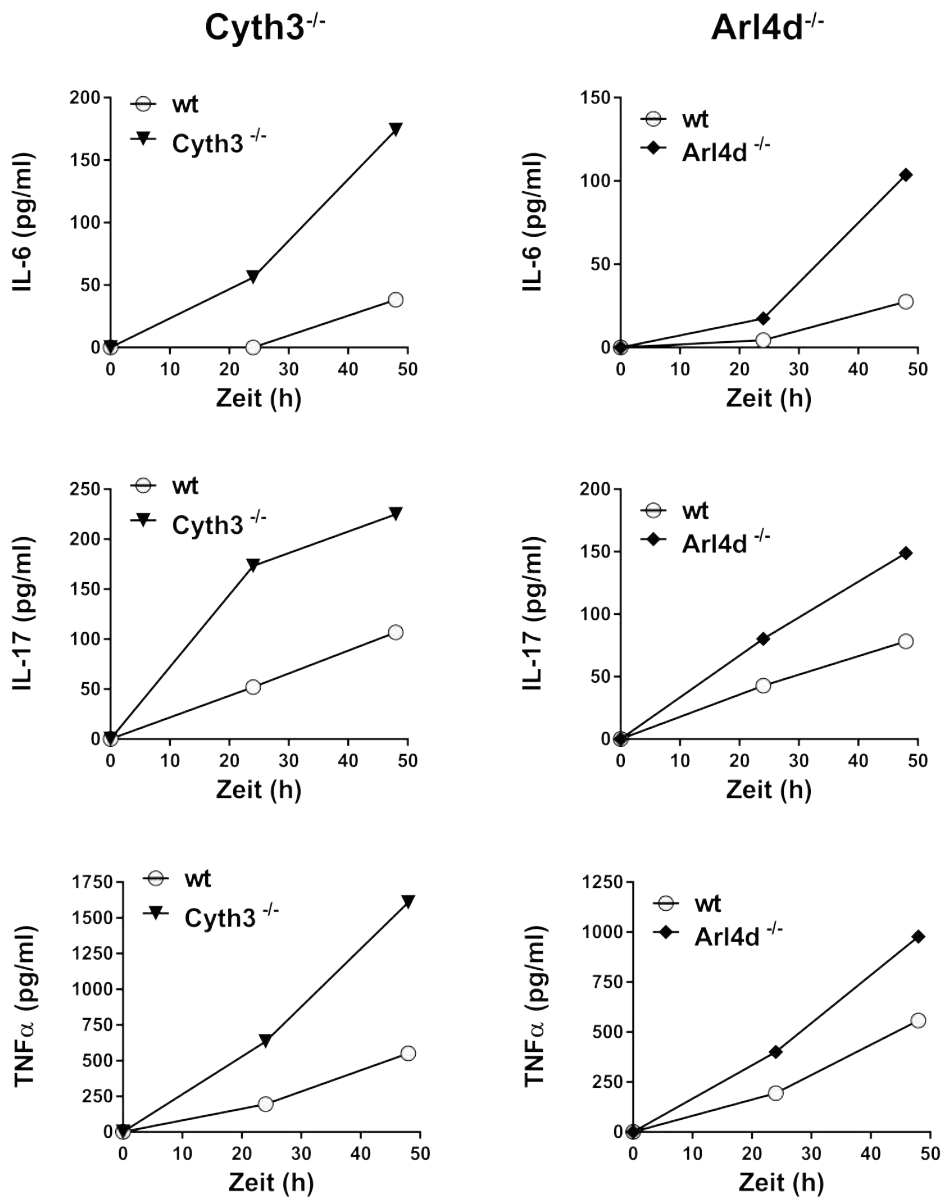 Cyth3-/-
Arl4d-/-
IL-6 (pg/ml)
200
150
100
50
0
wt
Cyth3 -/-
0 10 20 30 40 50
Zeit (h)
IL-6 (pg/ml)
150
100
50
0
wt
Arl4d -/-
0 10 20 30 40 50
Zeit (h)
IL-17 (pg/ml)
250
200
150
100
50
0
wt
Cyth3 -/-
0 10 20 30 40 50
Zeit (h)
IL-17 (pg/ml)
200
150
100
50
0
wt
Arl4d -/-
0 10 20 30 40 50
Zeit (h)
TNFα (pg/ml)
1750
1500
1250
1000
750
500
250
0
wt
Cyth3 -/-
0 10 20 30 40 50
Zeit (h)
TNFα (pg/ml)
1250
1000
750
500
250
0
wt
Arl4d -/-
0 10 20 30 40 50
Zeit (h)